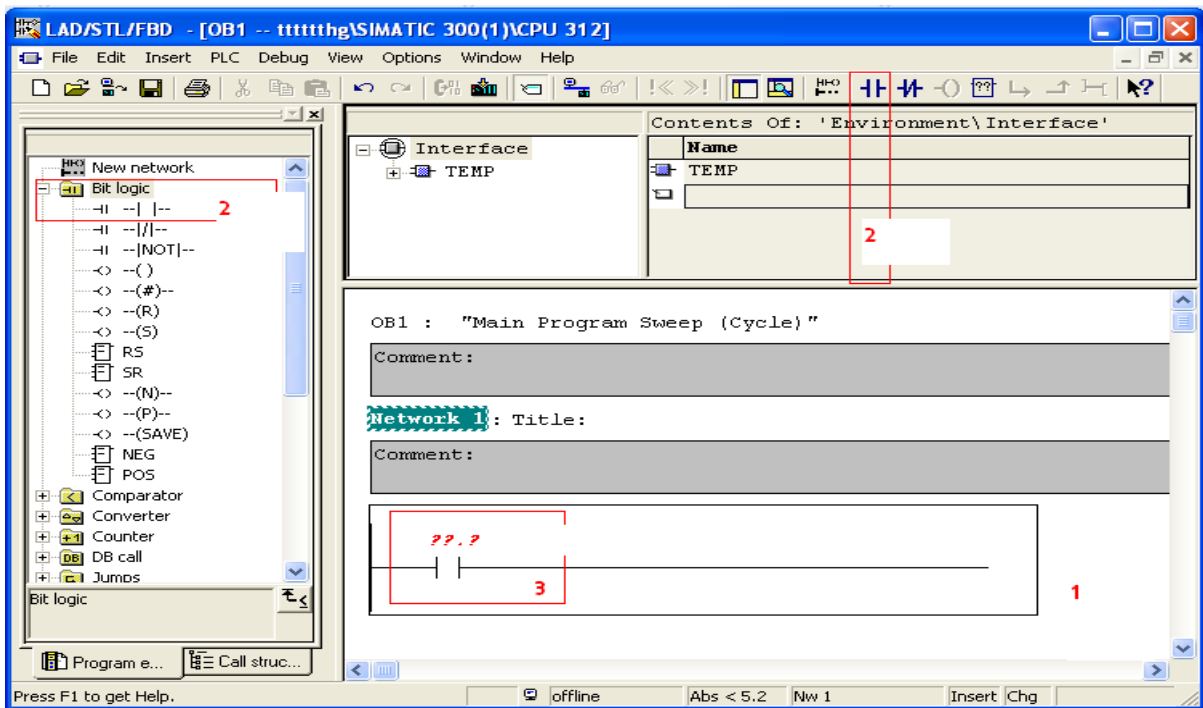 LAD/STL/FBD - [OB1 -- tttttthg\SIMATIC 300(1)\CPU 312]
File Edit Insert PLC Debug View Options Window Help
New network
Bit logic
--| |--
2
--|/|--
--|NOT|--
--( )
--(#)--
--(R)
--(S)
RS
SR
--(N)--
--(P)--
--(SAVE)
NEG
POS
Comparator
Converter
Counter
DB call
Jumps
Bit logic
Program e... Call struc...
Interface
TEMP
Contents Of: 'Environment\Interface'
Name
TEMP
2
OB1 : "Main Program Sweep (Cycle)"
Comment:
Network 1: Title:
Comment:
??.?
3
1
Press F1 to get Help.
offline Abs < 5.2 Nw 1 Insert Chg